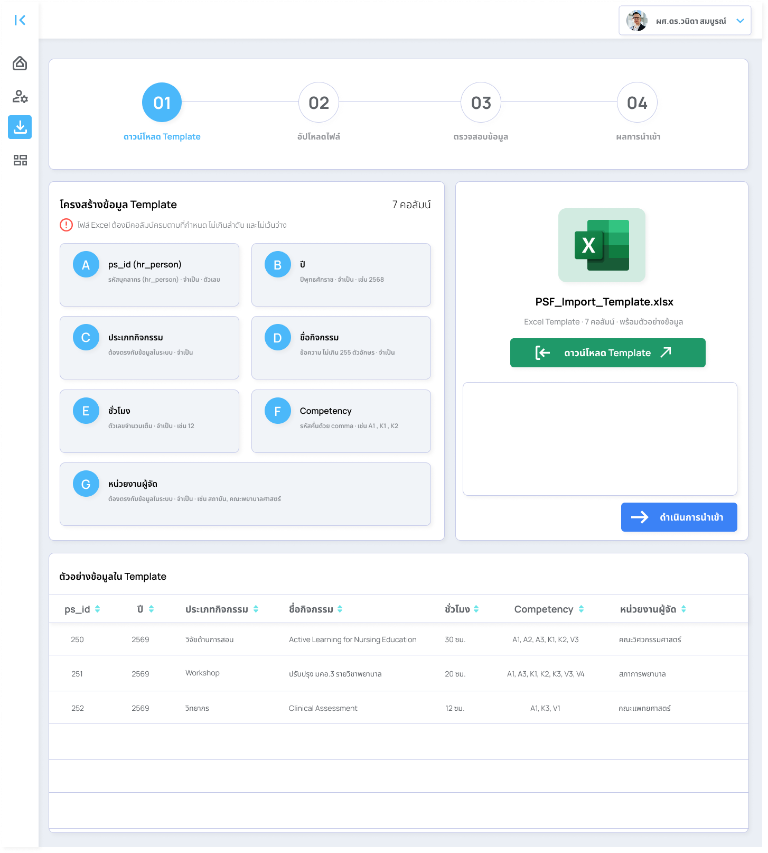 ผศ.ดร.วนิดา สมบูรณ์
01
02
03
04
ดาวน์โหลด Template
อัปโหลดไฟล์
ตรวจสอบข้อมูล
ผลการนำเข้า
โครงสร้างข้อมูล Template
7 คอลัมน์
ไฟล์ Excel ต้องมีคอลัมน์ครบตามที่กำหนด ไม่เกินลำดับ และไม่เว้นว่าง
A
ps_id (hr_person)
รหัสบุคลากร (hr_person) · จำเป็น · ตัวเลข
B
ปี
ปีพุทธศักราช · จำเป็น · เช่น 2568
C
ประเภทกิจกรรม
ต้องตรงกับข้อมูลในระบบ · จำเป็น
D
ชื่อกิจกรรม
ข้อความ ไม่เกิน 255 ตัวอักษร · จำเป็น
E
ชั่วโมง
ตัวเลขจำนวนเต็ม · จำเป็น · เช่น 12
F
Competency
รหัสคั่นด้วย comma · เช่น A1 , K1 , K2
G
หน่วยงานผู้จัด
ต้องตรงกับข้อมูลในระบบ · จำเป็น · เช่น สถาบัน, คณะพยาบาลศาสตร์
X
PSF_Import_Template.xlsx
Excel Template · 7 คอลัมน์ · พร้อมตัวอย่างข้อมูล
ดาวน์โหลด Template
ดำเนินการนำเข้า
ตัวอย่างข้อมูลใน Template
ps_id ปี ประเภทกิจกรรม ชื่อกิจกรรม ชั่วโมง Competency หน่วยงานผู้จัด
250 2569 วิจัยด้านการสอน Active Learning for Nursing Education 30 ชม. A1, A2, A3, K1, K2, V3 คณะวิศวกรรมศาสตร์
251 2569 Workshop ปรับปรุง มคอ.3 รายวิชาพยาบาล 20 ชม. A1, A3, K1, K2, K3, V3, V4 สภาการพยาบาล
252 2569 วิทยากร Clinical Assessment 12 ชม. A1, K3, V1 คณะแพทยศาสตร์